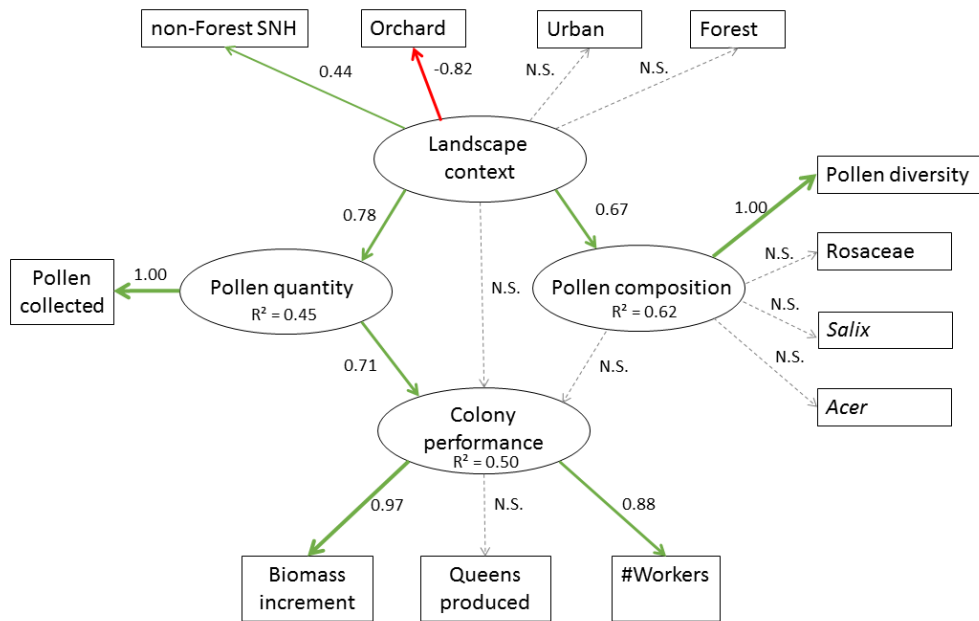 non-Forest SNH
Orchard
Urban
Forest
0.44
-0.82
N.S.
N.S.
Landscape
context
Pollen diversity
0.78
0.67
1.00
Rosaceae
Pollen
collected
1.00
Pollen quantity
R² = 0.45
N.S.
Pollen composition
R² = 0.62
N.S.
N.S.
Salix
0.71
N.S.
N.S.
Acer
Colony
performance
R² = 0.50
0.97
N.S.
0.88
Biomass
increment
Queens
produced
#Workers